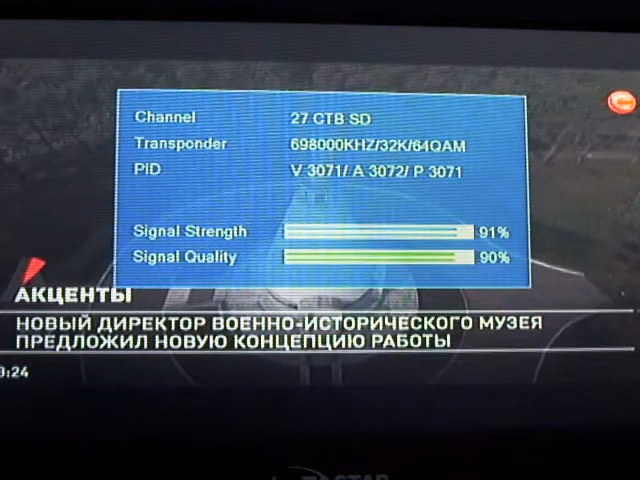 Channel 27 СТВ SD
Transponder 698000KHZ/32K/64QAM
PiD V 3071/ A 3072/ P 3071
Signal Strength 91%
Signal Quality 90%
АКЦЕНТЫ
НОВЫЙ ДИРЕКТОР ВОЕННО-ИСТОРИЧЕСКОГО МУЗЕЯ
ПРЕДЛОЖИЛ НОВУЮ КОНЦЕПЦИЮ РАБОТЫ
3:24